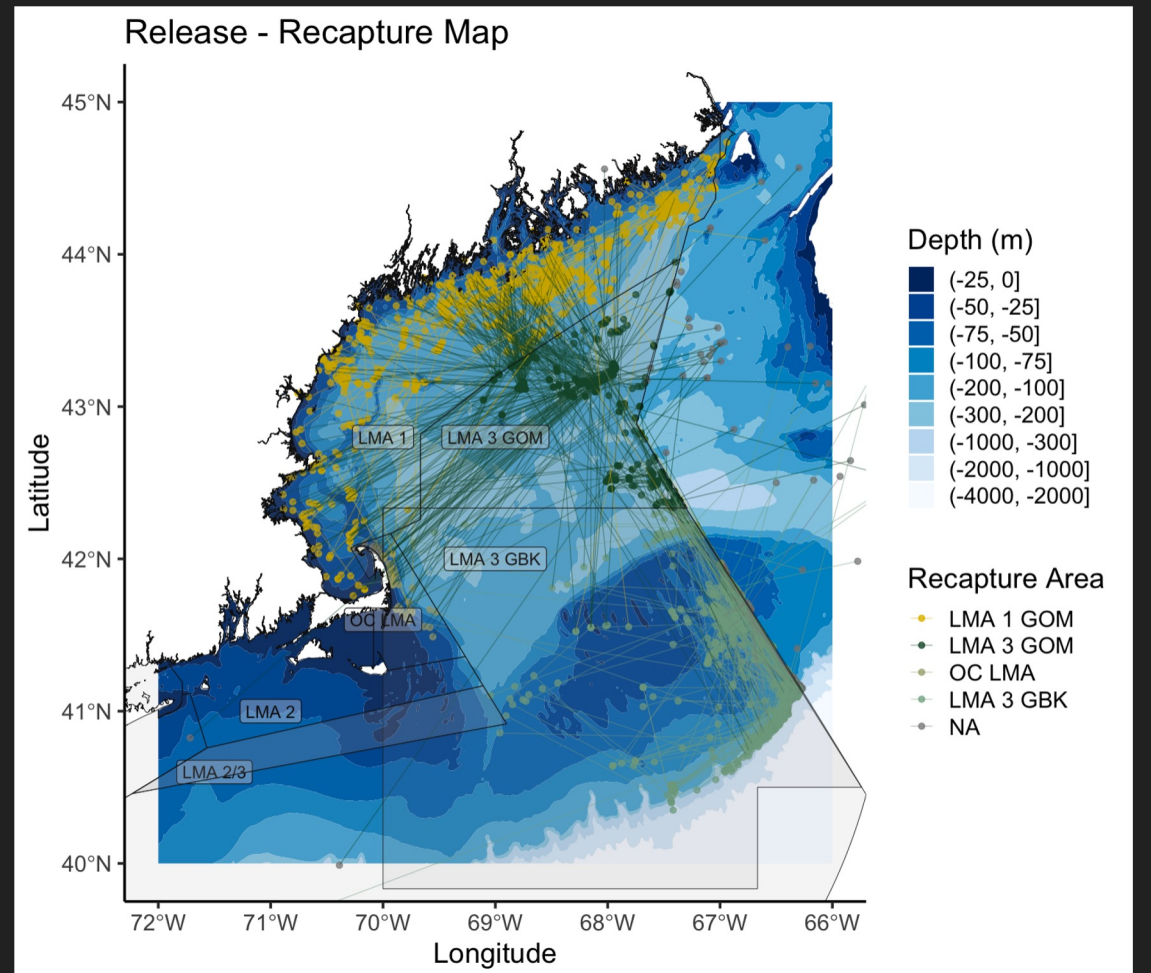 Release - Recapture Map
45°N
44°N
43°N
42°N
41°N
40°N
Latitude
LMA 1
LMA 3 GOM
LMA 3 GBK
OC LMA
LMA 2
LMA 2/3
72°W
71°W
70°W
69°W
68°W
67°W
66°W
Longitude
Depth (m)
(-25, 0]
(-50, -25]
(-75, -50]
(-100, -75]
(-200, -100]
(-300, -200]
(-1000, -300]
(-2000, -1000]
(-4000, -2000]
Recapture Area
LMA 1 GOM
LMA 3 GOM
OC LMA
LMA 3 GBK
NA